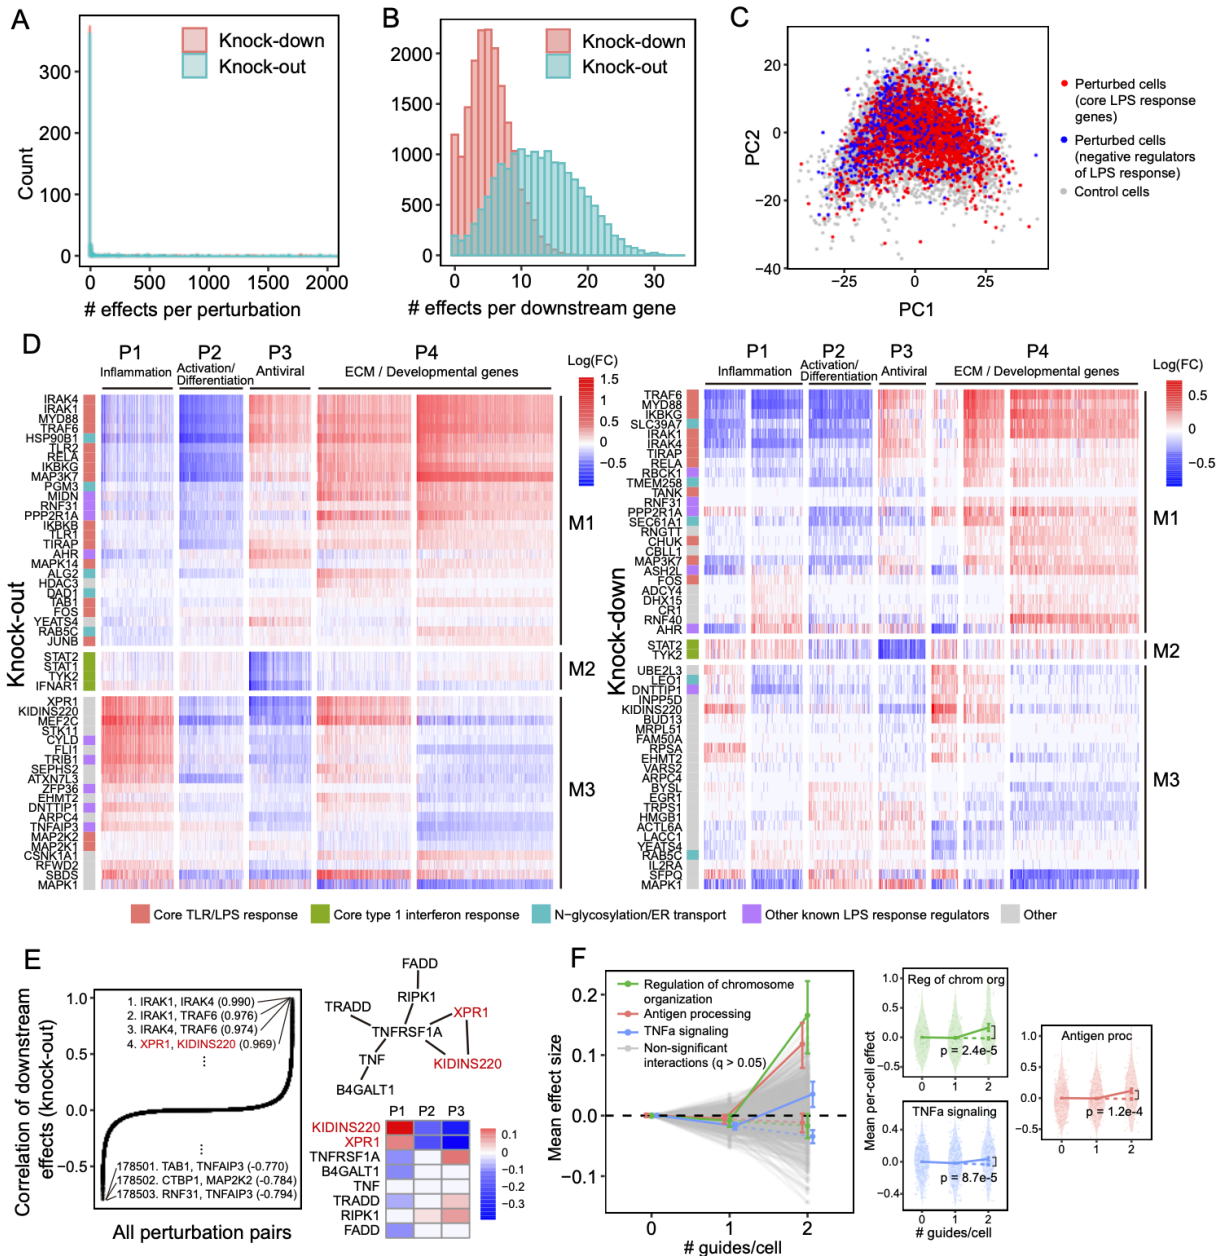 A
Knock-down
Knock-out
Count
300
200
100
0
0
500
1000
1500
2000
# effects per perturbation
B
Knock-down
Knock-out
2000
1500
1000
500
0
0
10
20
30
# effects per downstream gene
C
PC2
20
0
−20
−40
−25
0
25
PC1
Perturbed cells
(core LPS response
genes)
Perturbed cells
(negative regulators
of LPS response)
Control cells
D
P1
Inflammation
P2
Activation/
Differentiation
P3
Antiviral
P4
ECM / Developmental genes
Log(FC)
1.5
1
0.5
0
−0.5
Knock-out
IRAK4
IRAK1
MYD88
TRAF6
HSP90B1
TLR2
RELA
IKBKG
MAP3K7
PGM3
MIDN
RNF31
PPP2R1A
IKBKB
TLR1
TIRAP
AHR
MAPK14
ALG2
HDAC3
DAD1
TAB1
FOS
YEATS4
RAB5C
JUNB
M1
STAT2
STAT1
TYK2
IFNAR1
M2
XPR1
KIDINS220
MEF2C
STK11
CYLD
FLI1
TRIB1
SEPHS2
ATXN7L3
ZFP36
EHMT2
DNTTIP1
ARPC4
TNFAIP3
MAP2K2
MAP2K1
CSNK1A1
RFWD2
SBDS
MAPK1
M3
P1
Inflammation
P2
Activation/
Differentiation
P3
Antiviral
P4
ECM / Developmental genes
Log(FC)
0.5
0
−0.5
Knock-down
TRAF6
MYD88
IKBKG
SLC39A7
IRAK1
IRAK4
TIRAP
RELA
RBCK1
TMEM258
TANK
RNF31
PPP2R1A
SEC61A1
RNGTT
CHUK
CBLL1
MAP3K7
ASH2L
FOS
ADCY4
DHX15
CR1
RNF40
AHR
M1
STAT2
TYK2
M2
UBE2L3
LEO1
DNTTIP1
INPP5D
KIDINS220
BUD13
MRPL51
FAM50A
RPSA
EHMT2
VARS2
ARPC4
BYSL
EGR1
TRPS1
HMGB1
ACTL6A
LACC1
YEATS4
RAB5C
IL2RA
SFPQ
MAPK1
M3
Core TLR/LPS response
Core type 1 interferon response
N−glycosylation/ER transport
Other known LPS response regulators
Other
E
Correlation of downstream
effects (knock-out)
1.0
0.5
0.0
−0.5
1. IRAK1, IRAK4 (0.990)
2. IRAK1, TRAF6 (0.976)
3. IRAK4, TRAF6 (0.974)
4. XPR1, KIDINS220 (0.969)
⋮
⋮
178501. TAB1, TNFAIP3 (-0.770)
178502. CTBP1, MAP2K2 (-0.784)
178503. RNF31, TNFAIP3 (-0.794)
All perturbation pairs
FADD
RIPK1
TRADD
XPR1
TNFRSF1A
TNF
KIDINS220
B4GALT1
P1
P2
P3
KIDINS220
XPR1
TNFRSF1A
B4GALT1
TNF
TRADD
RIPK1
FADD
0.1
0
−0.1
−0.2
−0.3
F
Mean effect size
0.2
0.1
0.0
−0.1
Regulation of chromosome
organization
Antigen processing
TNFa signaling
Non-significant
interactions (q > 0.05)
0
1
2
# guides/cell
Mean per-cell effect
Reg of chrom org
0.5
0.0
−0.5
p = 2.4e-5
0
1
2
TNFa signaling
0.4
0.0
−0.4
p = 8.7e-5
0
1
2
# guides/cell
Antigen proc
1.0
0.5
0.0
−0.5
p = 1.2e-4
0
1
2